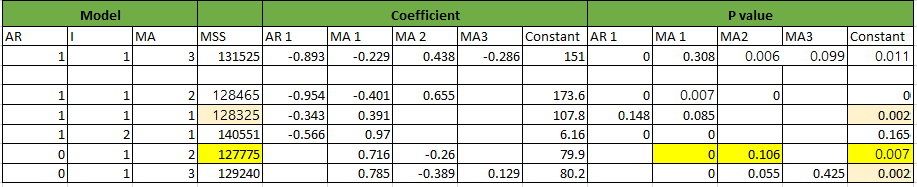 Model Coefficient P value
AR I MA MSS AR 1 MA 1 MA 2 MA3 Constant AR 1 MA 1 MA2 MA3 Constant
1 1 3 131525 -0.893 -0.229 0.438 -0.286 151 0 0.308 0.006 0.099 0.011
1 1 2 128465 -0.954 -0.401 0.655 173.6 0 0.007 0 0
1 1 1 128325 -0.343 0.391 107.8 0.148 0.085 0.002
1 2 1 140551 -0.566 0.97 6.16 0 0 0.165
0 1 2 127775 0.716 -0.26 79.9 0 0.106 0.007
0 1 3 129240 0.785 -0.389 0.129 80.2 0 0.055 0.425 0.002